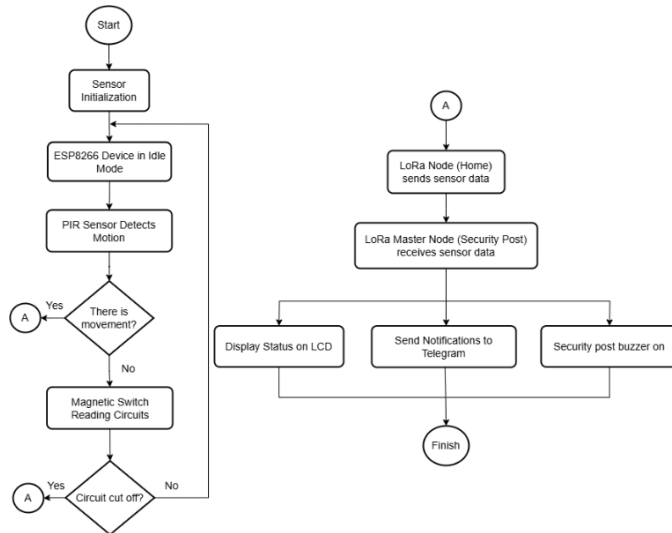 Start
Sensor
Initialization
ESP8266 Device in Idle
Mode
PIR Sensor Detects
Motion
Yes
A
There is
movement?
No
Magnetic Switch
Reading Circuits
Yes
A
Circuit cut off?
No
A
LoRa Node (Home)
sends sensor data
LoRa Master Node (Security Post)
receives sensor data
Display Status on LCD
Send Notifications to
Telegram
Security post buzzer on
Finish